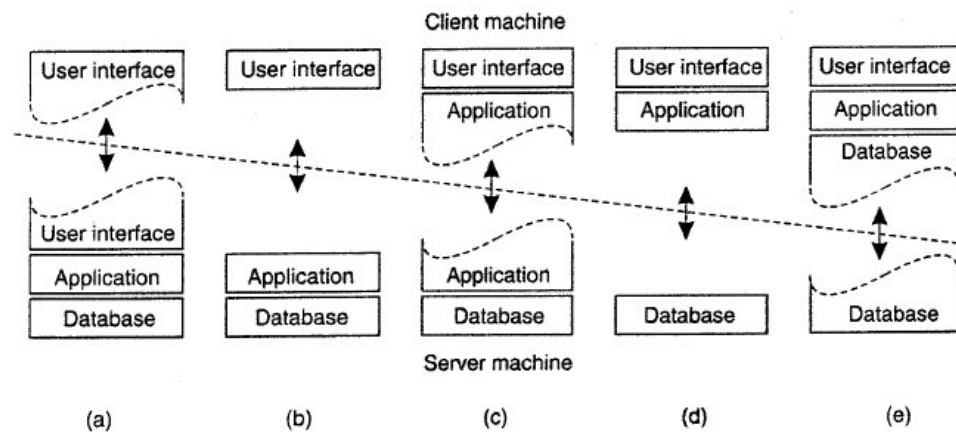 Client machine
User interface User interface User interface User interface User interface
Application Application Application
Database
User interface
Application Application Application
Database Database Database Database Database
Server machine
(a) (b) (c) (d) (e)